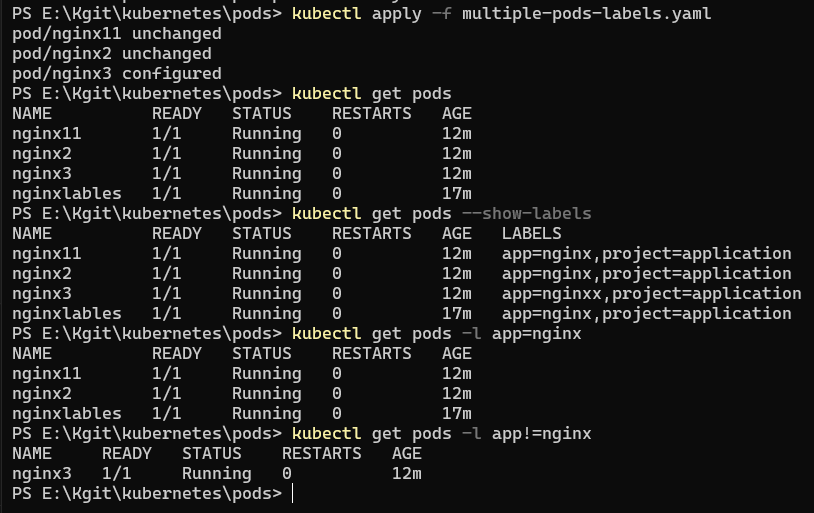 PS E:\Kgit\kubernetes\pods> kubectl apply -f multiple-pods-labels.yaml
pod/nginx11 unchanged
pod/nginx2 unchanged
pod/nginx3 configured
PS E:\Kgit\kubernetes\pods> kubectl get pods
NAME          READY   STATUS    RESTARTS   AGE
nginx11       1/1     Running   0          12m
nginx2        1/1     Running   0          12m
nginx3        1/1     Running   0          12m
nginxlables   1/1     Running   0          17m
PS E:\Kgit\kubernetes\pods> kubectl get pods --show-labels
NAME          READY   STATUS    RESTARTS   AGE   LABELS
nginx11       1/1     Running   0          12m   app=nginx,project=application
nginx2        1/1     Running   0          12m   app=nginx,project=application
nginx3        1/1     Running   0          12m   app=nginxx,project=application
nginxlables   1/1     Running   0          17m   app=nginx,project=application
PS E:\Kgit\kubernetes\pods> kubectl get pods -l app=nginx
NAME          READY   STATUS    RESTARTS   AGE
nginx11       1/1     Running   0          12m
nginx2        1/1     Running   0          12m
nginxlables   1/1     Running   0          17m
PS E:\Kgit\kubernetes\pods> kubectl get pods -l app!=nginx
NAME     READY   STATUS    RESTARTS   AGE
nginx3   1/1     Running   0          12m
PS E:\Kgit\kubernetes\pods>